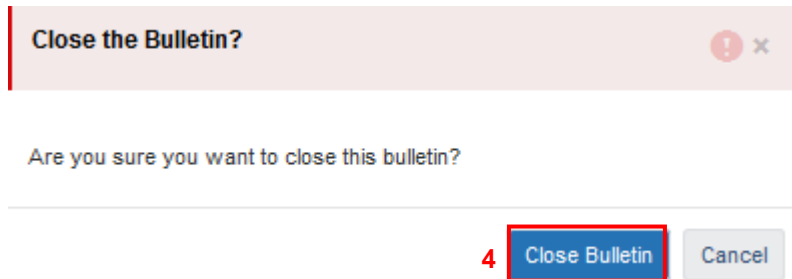 Close the Bulletin?
Are you sure you want to close this bulletin?
4 Close Bulletin Cancel